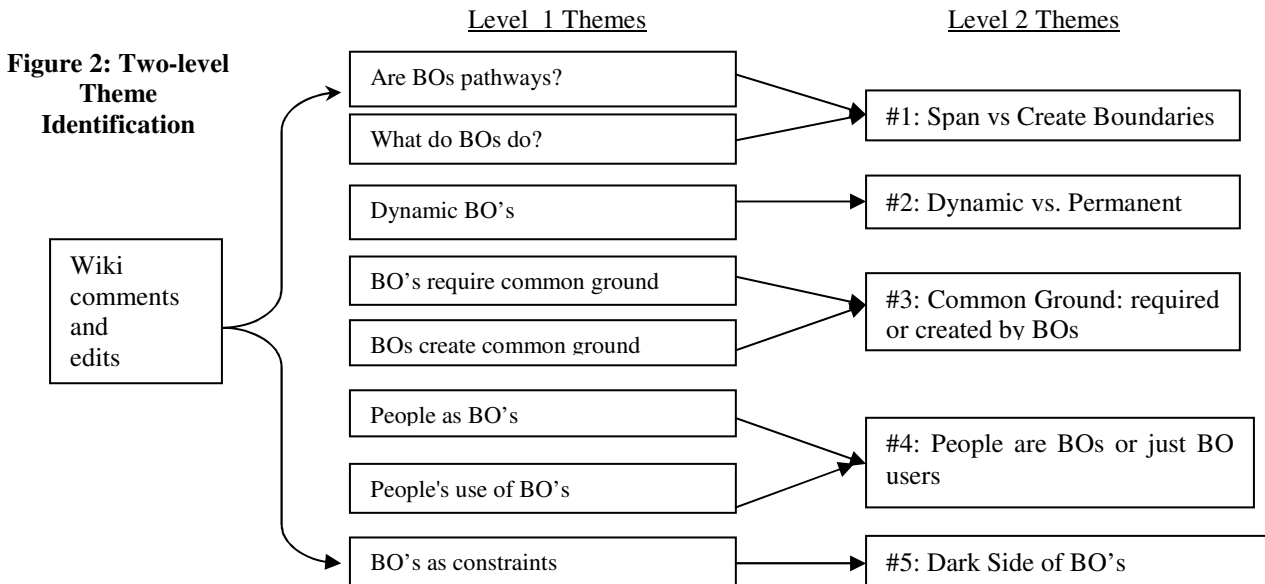 Level 1 Themes
Level 2 Themes
Figure 2: Two-level
Theme
Identification
Wiki
comments
and
edits
Are BOs pathways?
What do BOs do?
Dynamic BO’s
BO’s require common ground
BOs create common ground
People as BO’s
People's use of BO’s
BO’s as constraints
#1: Span vs Create Boundaries
#2: Dynamic vs. Permanent
#3: Common Ground: required
or created by BOs
#4: People are BOs or just BO
users
#5: Dark Side of BO’s